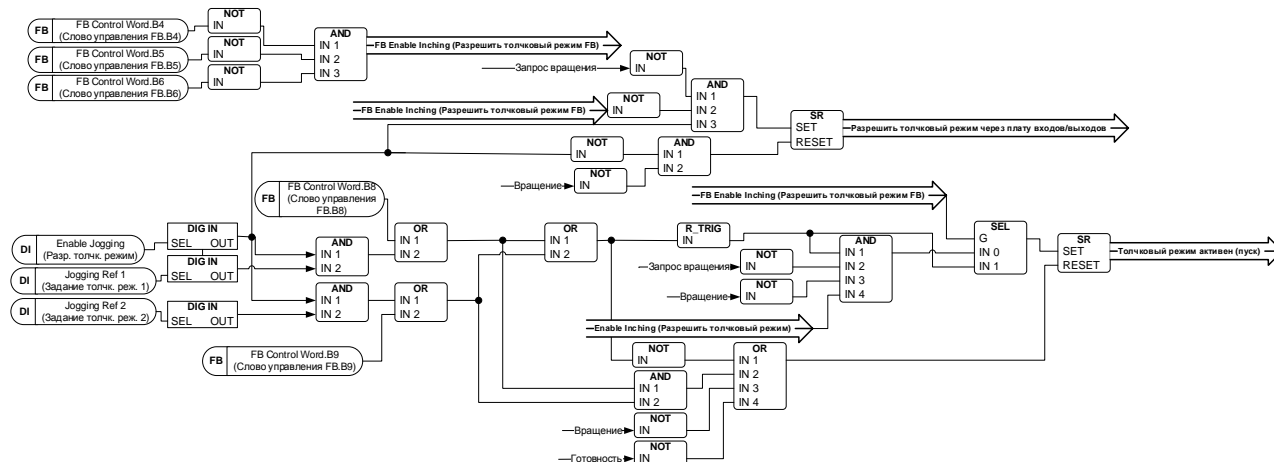 FB
FB Control Word.B4
(Слово управления FB.B4)
FB
FB Control Word.B5
(Слово управления FB.B5)
FB
FB Control Word.B6
(Слово управления FB.B6)
NOT
IN
NOT
IN
NOT
IN
AND
IN 1
IN 2
IN 3
FB Enable Inching (Разрешить толчковый режим FB)
Запрос вращения
NOT
IN
FB Enable Inching (Разрешить толчковый режим FB)
NOT
IN
AND
IN 1
IN 2
IN 3
NOT
IN
Вращение
NOT
IN
AND
IN 1
IN 2
SR
SET
RESET
Разрешить толчковый режим через плату входов/выходов
FB
FB Control Word.B8
(Слово управления
FB.B8)
DI
Enable Jogging
(Разр. толчк. режим)
DI
Jogging Ref 1
(Задание толчк. реж. 1)
DI
Jogging Ref 2
(Задание толчк. реж. 2)
DIG IN
SEL OUT
DIG IN
SEL OUT
DIG IN
SEL OUT
AND
IN 1
IN 2
AND
IN 1
IN 2
OR
IN 1
IN 2
OR
IN 1
IN 2
FB
FB Control Word.B9
(Слово управления FB.B9)
OR
IN 1
IN 2
R_TRIG
IN
FB Enable Inching (Разрешить толчковый режим FB)
Запрос вращения
NOT
IN
Вращение
NOT
IN
AND
IN 1
IN 2
IN 3
IN 4
Enable Inching (Разрешить толчковый режим)
SEL
G
IN 0
IN 1
SR
SET
RESET
Толчковый режим активен (пуск)
NOT
IN
AND
IN 1
IN 2
Вращение
NOT
IN
Готовность
NOT
IN
OR
IN 1
IN 2
IN 3
IN 4